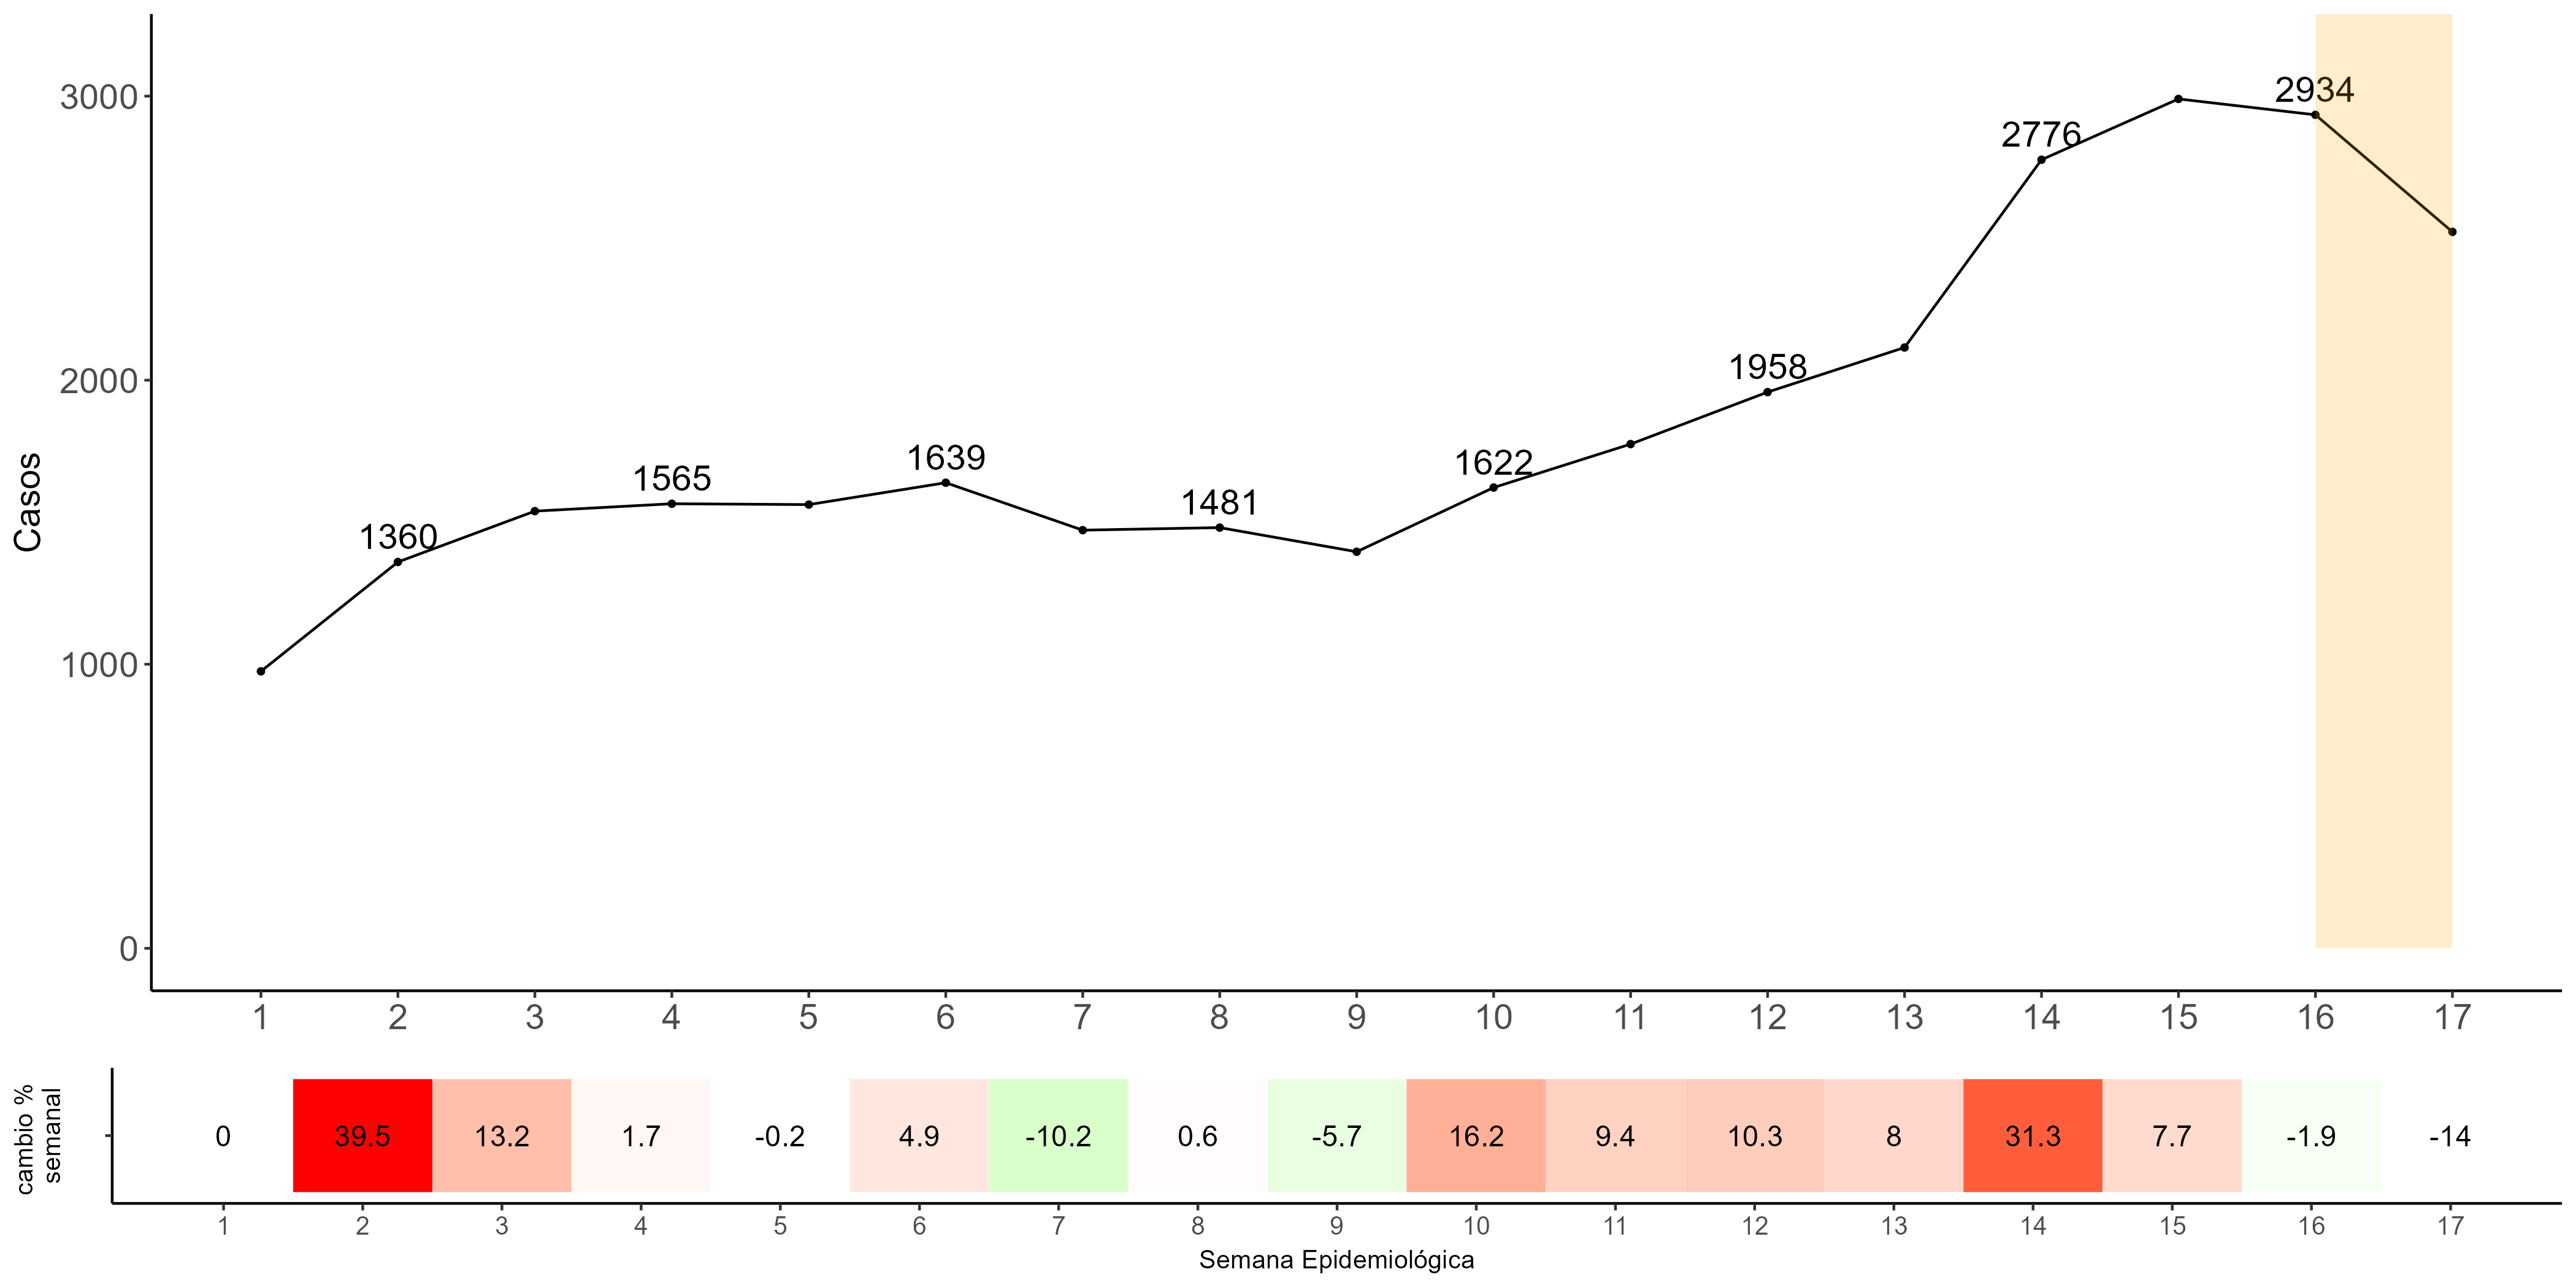 Casos
3000
2000
1000
0
1360
1565
1639
1481
1622
1958
2776
2934
1 2 3 4 5 6 7 8 9 10 11 12 13 14 15 16 17
cambio %
semanal
0 39.5 13.2 1.7 -0.2 4.9 -10.2 0.6 -5.7 16.2 9.4 10.3 8 31.3 7.7 -1.9 -14
1 2 3 4 5 6 7 8 9 10 11 12 13 14 15 16 17
Semana Epidemiológica